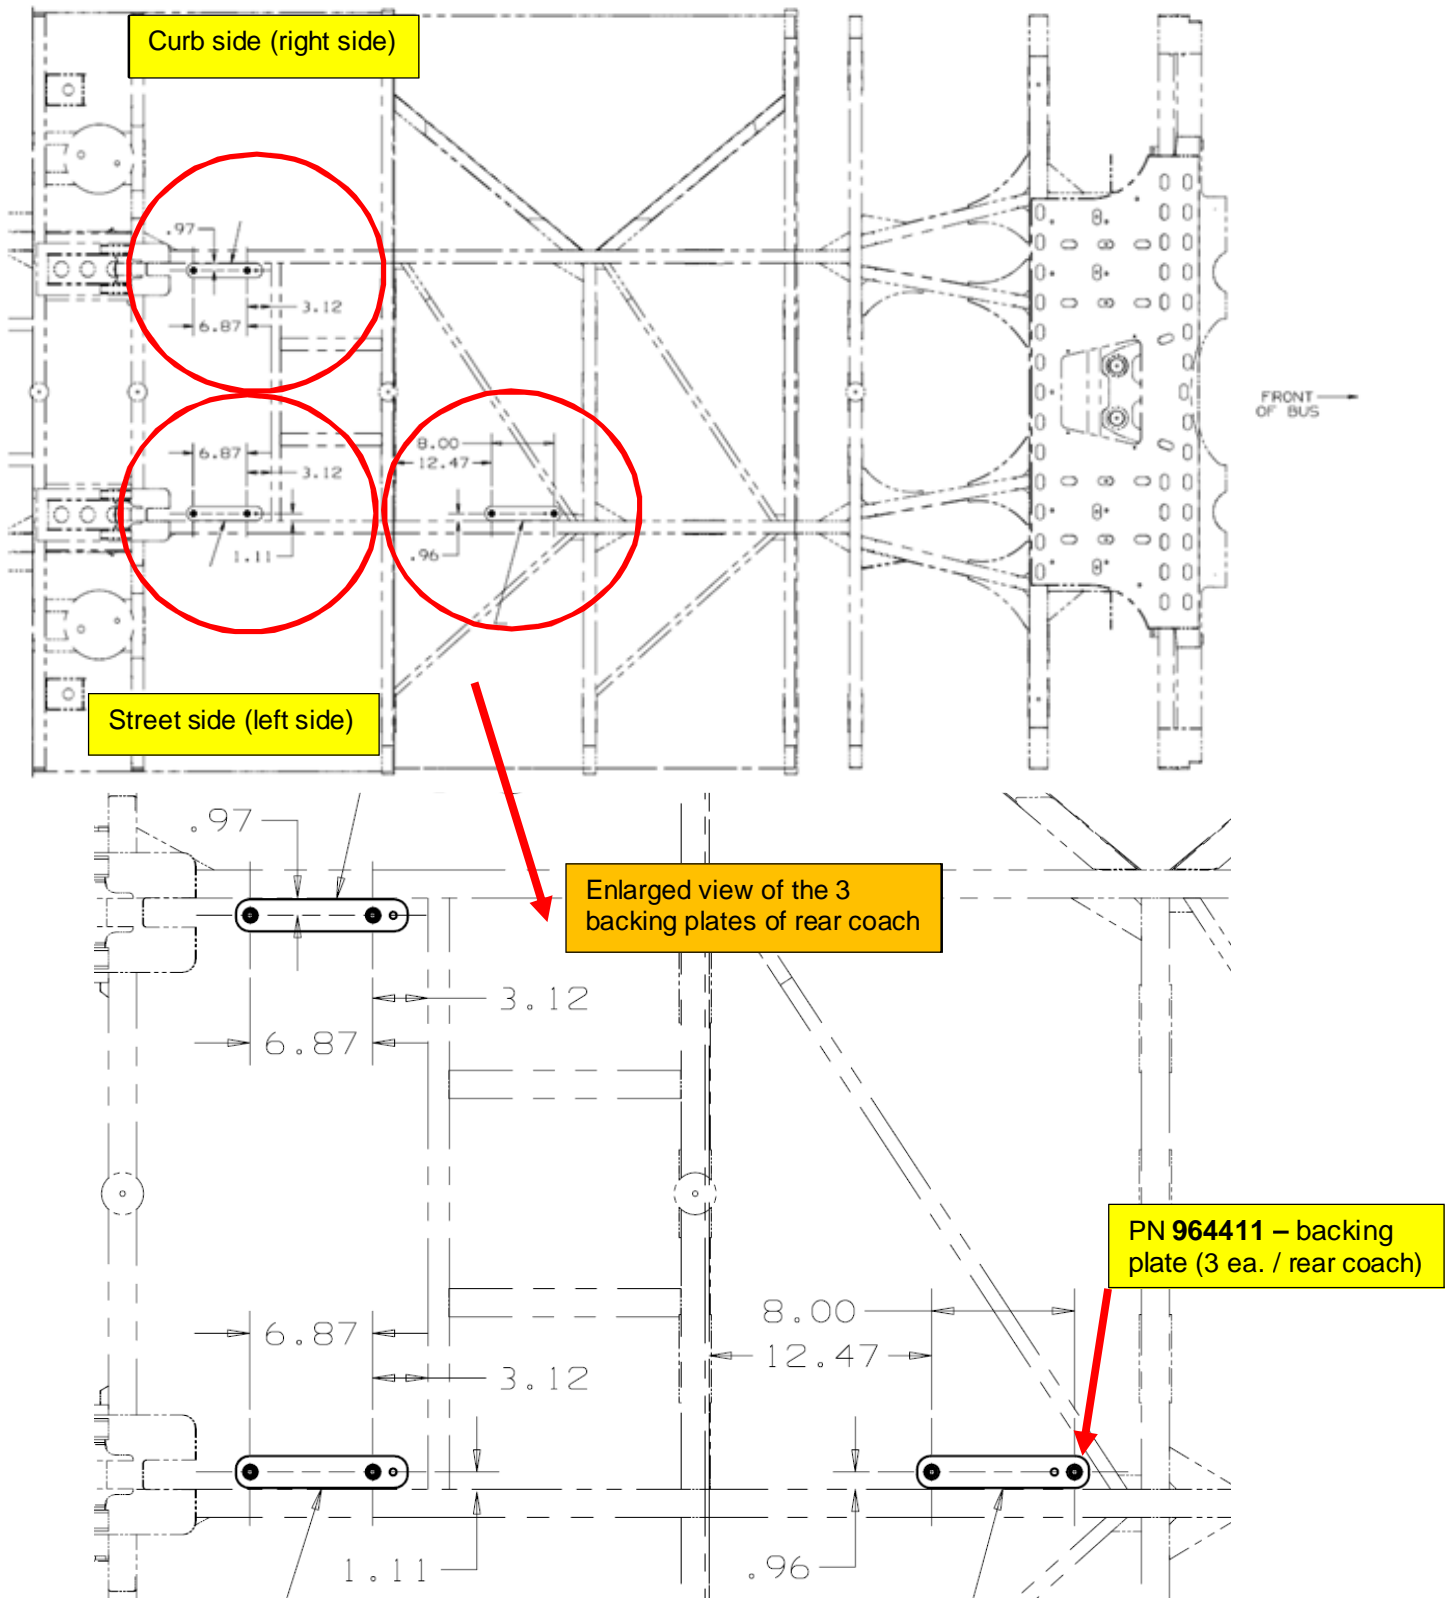 Curb side (right side)
.97
3.12
6.87
6.87
3.12
1.11
8.00
12.47
.96
FRONT
OF BUS
Street side (left side)
.97
Enlarged view of the 3
backing plates of rear coach
3.12
6.87
PN 964411 – backing
plate (3 ea. / rear coach)
6.87
3.12
8.00
12.47
1.11
.96